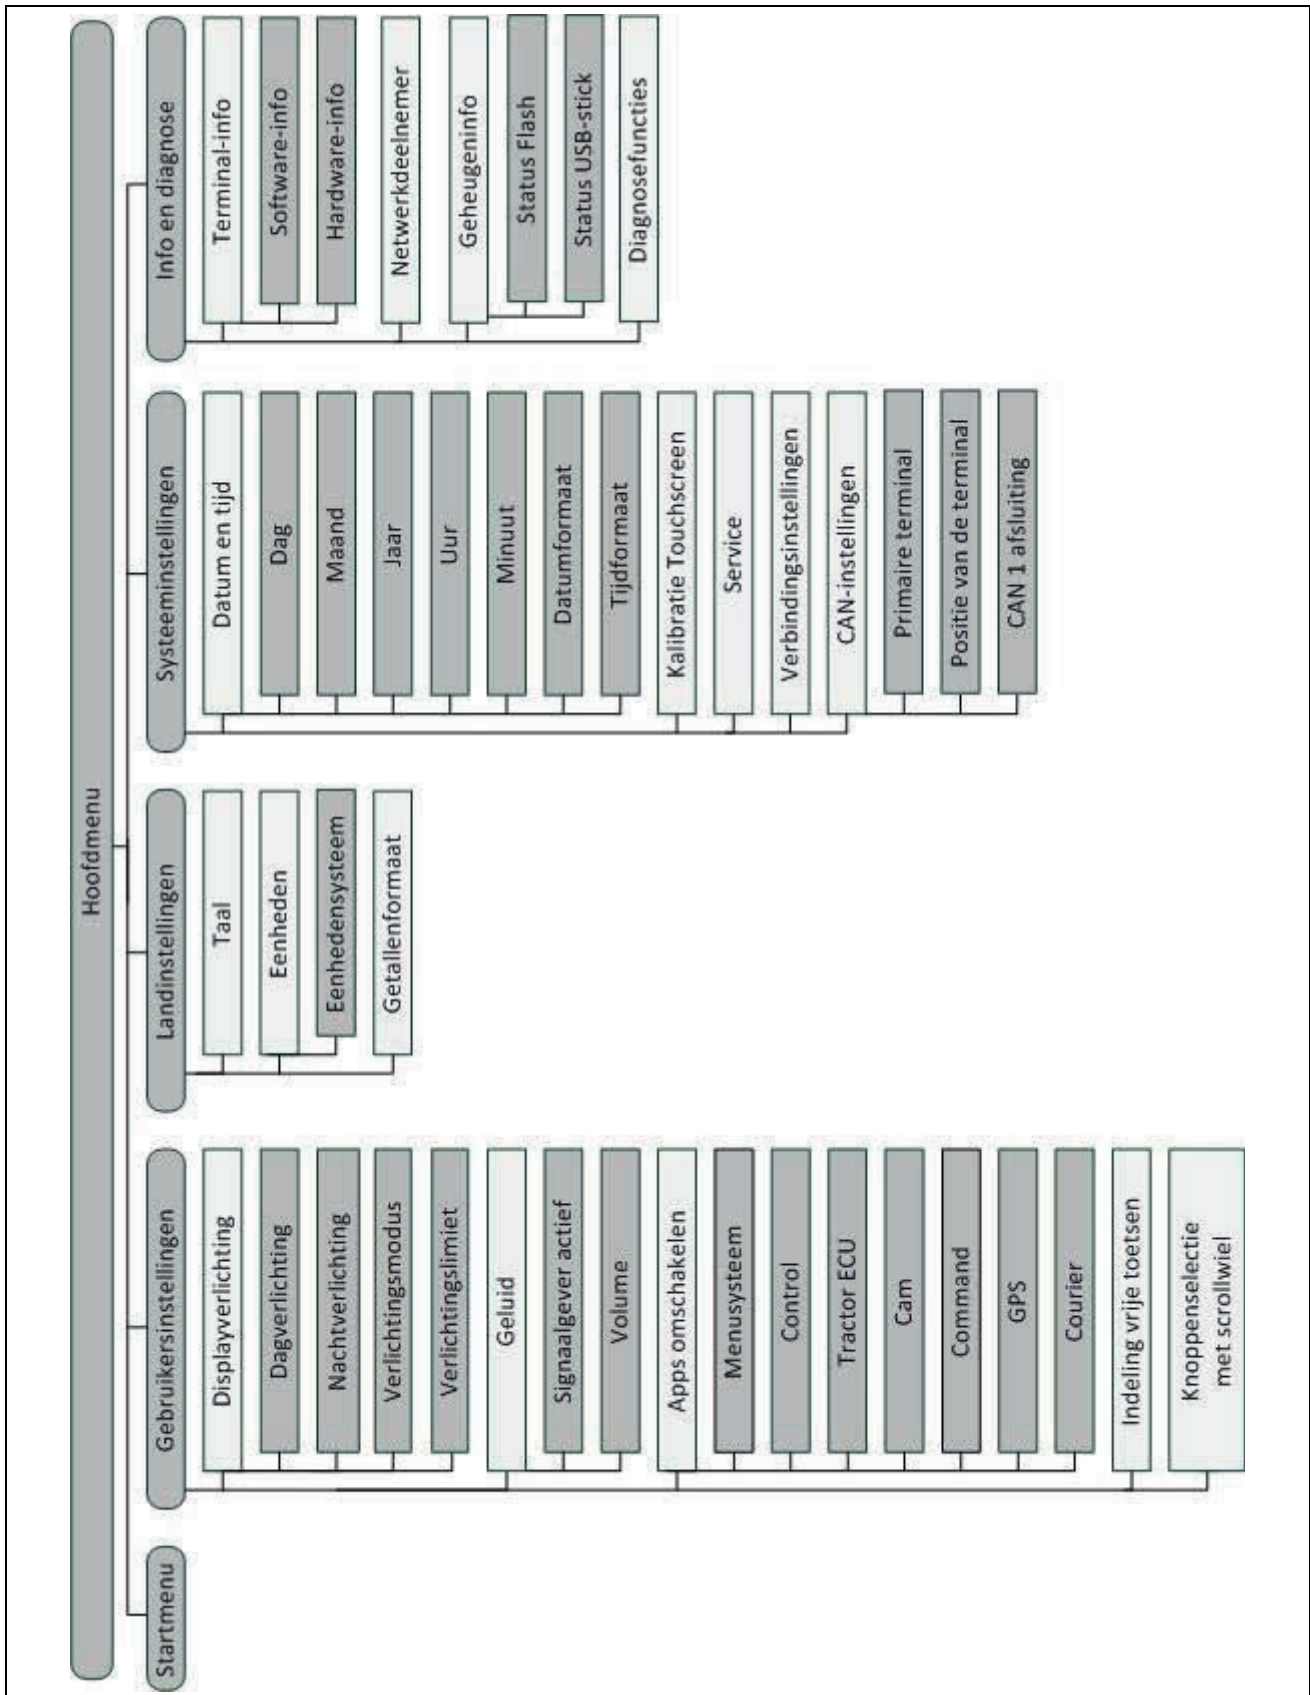 Hoofdmenu
Startmenu
Gebruikersinstellingen
Displayverlichting
Dagverlichting
Nachtverlichting
Verlichtingsmodus
Verlichtingslimiet
Geluid
Signaalgever actief
Volume
Apps omschakelen
Menusysteem
Control
Tractor ECU
Cam
Command
GPS
Courier
Indeling vrije toetsen
Knoppenselectie
met scrollwiel
Landinstellingen
Taal
Eenheden
Eenhedensysteem
Getallenformaat
Systeeminstellingen
Datum en tijd
Dag
Maand
Jaar
Uur
Minuut
Datumformaat
Tijdformaat
Kalibratie Touchscreen
Service
Verbindingsinstellingen
CAN-instellingen
Primaire terminal
Positie van de terminal
CAN 1 afsluiting
Info en diagnose
Terminal-info
Software-info
Hardware-info
Netwerkdeelnemer
Geheugeninfo
Status Flash
Status USB-stick
Diagnosefuncties